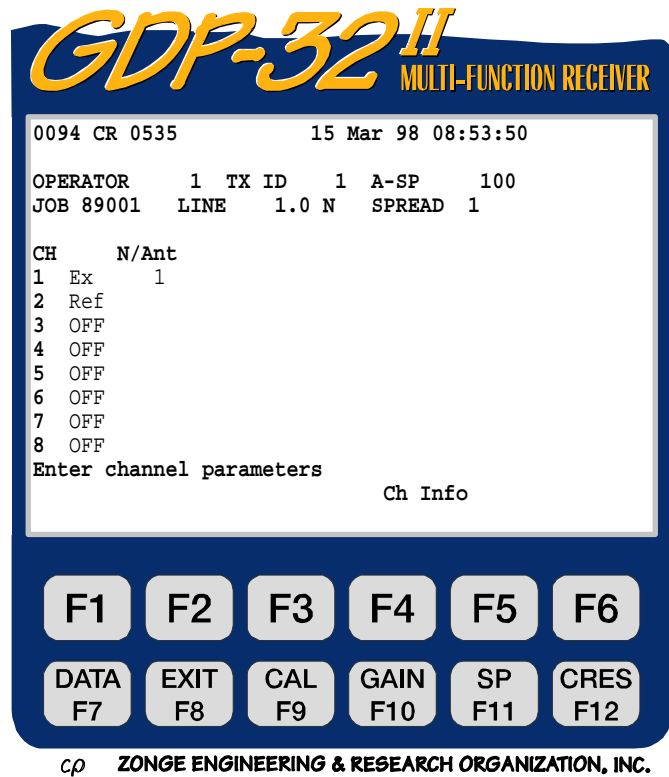 GDP-32 II
MULTI-FUNCTION RECEIVER
0094 CR 0535 15 Mar 98 08:53:50
OPERATOR 1 TX ID 1 A-SP 100
JOB 89001 LINE 1.0 N SPREAD 1
CH N/Ant
1 Ex 1
2 Ref
3 OFF
4 OFF
5 OFF
6 OFF
7 OFF
8 OFF
Enter channel parameters
Ch Info
F1 F2 F3 F4 F5 F6
DATA EXIT CAL GAIN SP CRES
F7 F8 F9 F10 F11 F12
ZONGE ENGINEERING & RESEARCH ORGANIZATION, INC.